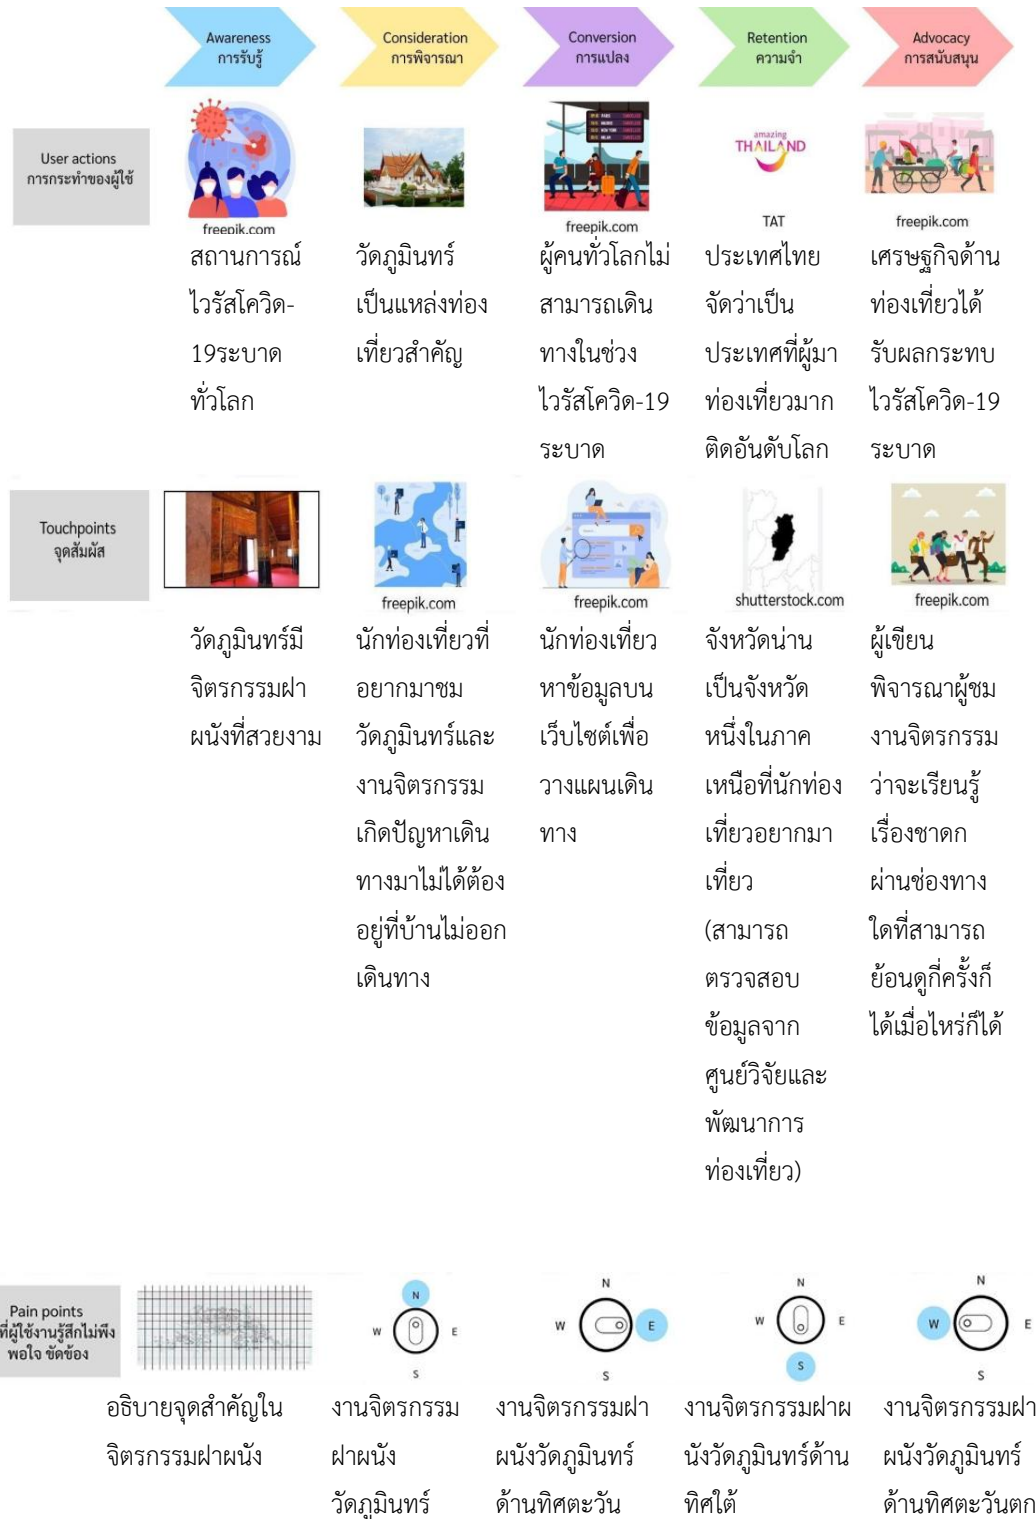 Awareness
การรับรู้
Consideration
การพิจารณา
Conversion
การแปลง
Retention
ความจำ
Advocacy
การสนับสนุน
User actions
การกระทำของผู้ใช้
freepik.com
สถานการณ์
ไวรัสโควิด-
19ระบาด
ทั่วโลก
วัดภูมินทร์
เป็นแหล่งท่อง
เที่ยวสำคัญ
freepik.com
ผู้คนทั่วโลกไม่
สามารถเดิน
ทางในช่วง
ไวรัสโควิด-19
ระบาด
amazing
THAILAND
TAT
ประเทศไทย
จัดว่าเป็น
ประเทศที่ผู้มา
ท่องเที่ยวมาก
ติดอันดับโลก
freepik.com
เศรษฐกิจด้าน
ท่องเที่ยวได้
รับผลกระทบ
ไวรัสโควิด-19
ระบาด
Touchpoints
จุดสัมผัส
วัดภูมินทร์มี
จิตรกรรมฝา
ผนังที่สวยงาม
freepik.com
นักท่องเที่ยวที่
อยากมาชม
วัดภูมินทร์และ
งานจิตรกรรม
เกิดปัญหาเดิน
ทางมาไม่ได้ต้อง
อยู่ที่บ้านไม่ออก
เดินทาง
freepik.com
นักท่องเที่ยว
หาข้อมูลบน
เว็บไซต์เพื่อ
วางแผนเดิน
ทาง
shutterstock.com
จังหวัดน่าน
เป็นจังหวัด
หนึ่งในภาค
เหนือที่นักท่อง
เที่ยวอยากมา
เที่ยว
(สามารถ
ตรวจสอบ
ข้อมูลจาก
ศูนย์วิจัยและ
พัฒนาการ
ท่องเที่ยว)
freepik.com
ผู้เขียน
พิจารณาผู้ชม
งานจิตรกรรม
ว่าจะเรียนรู้
เรื่องชาดก
ผ่านช่องทาง
ใดที่สามารถ
ย้อนดูกี่ครั้งก็
ได้เมื่อไหร่ก็ได้
Pain points
ที่ผู้ใช้งานรู้สึกไม่พึง
พอใจ ขัดข้อง
อธิบายจุดสำคัญใน
จิตรกรรมฝาผนัง
N
W
E
S
งานจิตรกรรม
ฝาผนัง
วัดภูมินทร์
N
W
E
S
งานจิตรกรรมฝา
ผนังวัดภูมินทร์
ด้านทิศตะวัน
N
W
E
S
งานจิตรกรรมฝาผ
นังวัดภูมินทร์ด้าน
ทิศใต้
N
W
E
S
งานจิตรกรรมฝา
ผนังวัดภูมินทร์
ด้านทิศตะวันตก